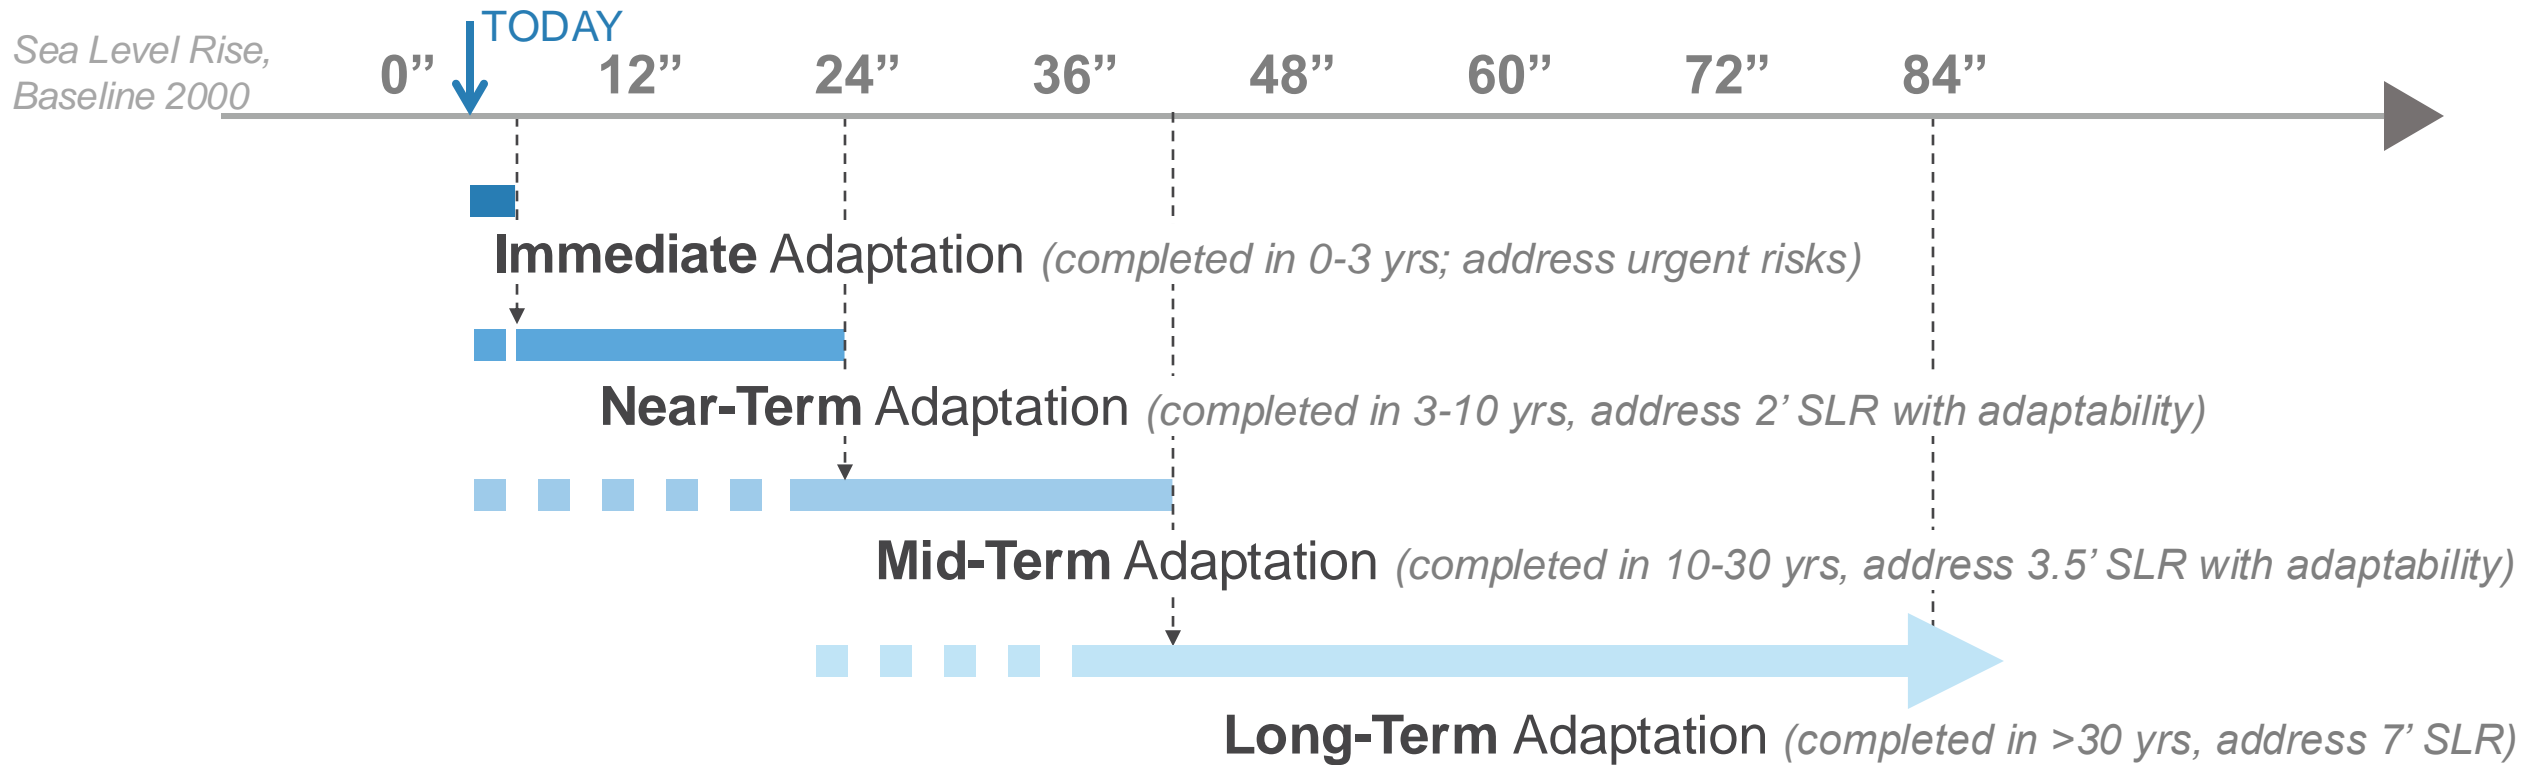 TODAY
Sea Level Rise,
Baseline 2000
0” 12” 24” 36” 48” 60” 72” 84”
Immediate Adaptation (completed in 0-3 yrs; address urgent risks)
Near-Term Adaptation (completed in 3-10 yrs, address 2’ SLR with adaptability)
Mid-Term Adaptation (completed in 10-30 yrs, address 3.5’ SLR with adaptability)
Long-Term Adaptation (completed in >30 yrs, address 7’ SLR)